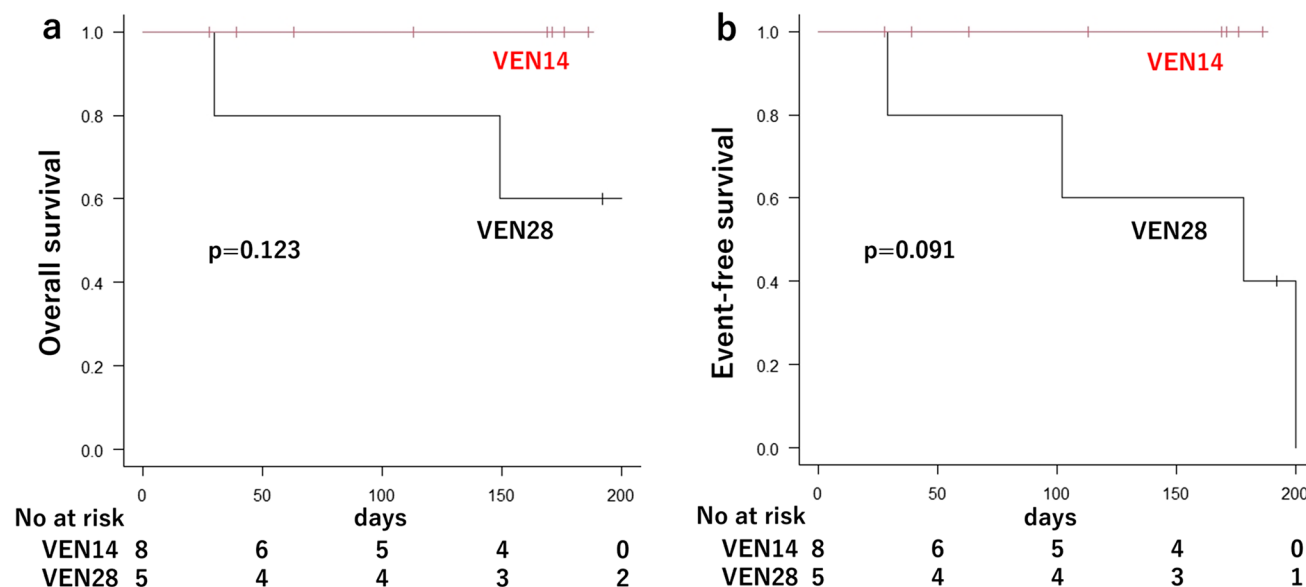 a
Overall survival
1.0
0.8
0.6
0.4
0.2
0.0
VEN14
VEN28
p=0.123
0 50 100 150 200
days
No at risk
VEN14 8 6 5 4 0
VEN28 5 4 4 3 2
b
Event-free survival
1.0
0.8
0.6
0.4
0.2
0.0
VEN14
VEN28
p=0.091
0 50 100 150 200
days
No at risk
VEN14 8 6 5 4 0
VEN28 5 4 4 3 1